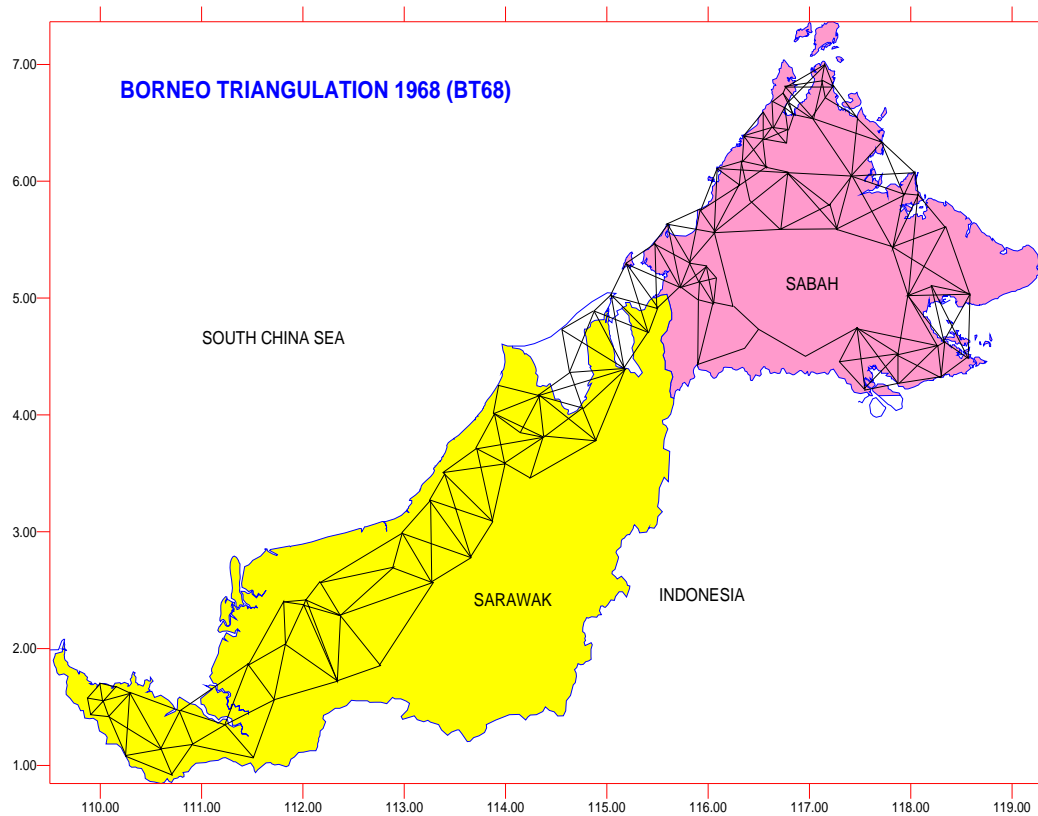 BORNEO TRIANGULATION 1968 (BT68)
7.00
6.00
SABAH
5.00
SOUTH CHINA SEA
4.00
3.00
SARAWAK
INDONESIA
2.00
1.00
110.00 111.00 112.00 113.00 114.00 115.00 116.00 117.00 118.00 119.00